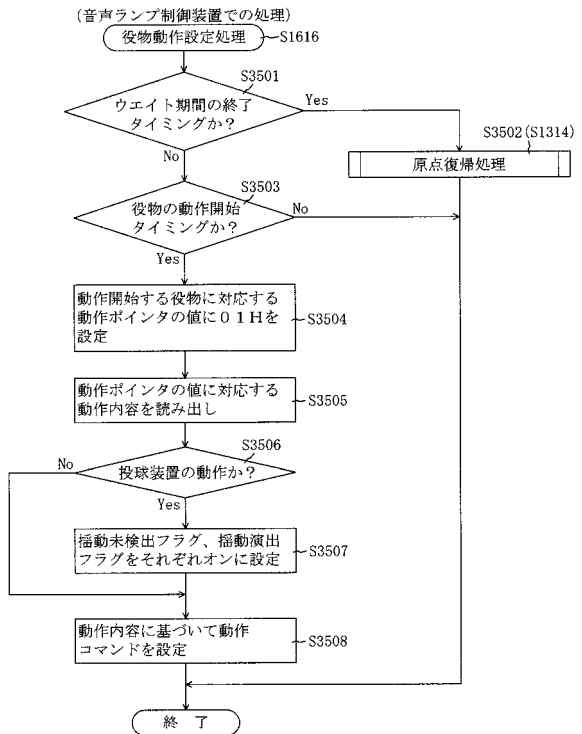 (音声ランプ制御装置での処理)
役物動作設定処理
S1616
S3501
ウエイト期間の終了
タイミングか？
Yes
No
S3502(S1314)
原点復帰処理
S3503
役物の動作開始
タイミングか？
No
Yes
動作開始する役物に対応する
動作ポインタの値に０１Hを
設定
S3504
動作ポインタの値に対応する
動作内容を読み出し
S3505
S3506
投球装置の動作か？
No
Yes
揺動未検出フラグ、揺動演出
フラグをそれぞれオンに設定
S3507
動作内容に基づいて動作
コマンドを設定
S3508
終 了